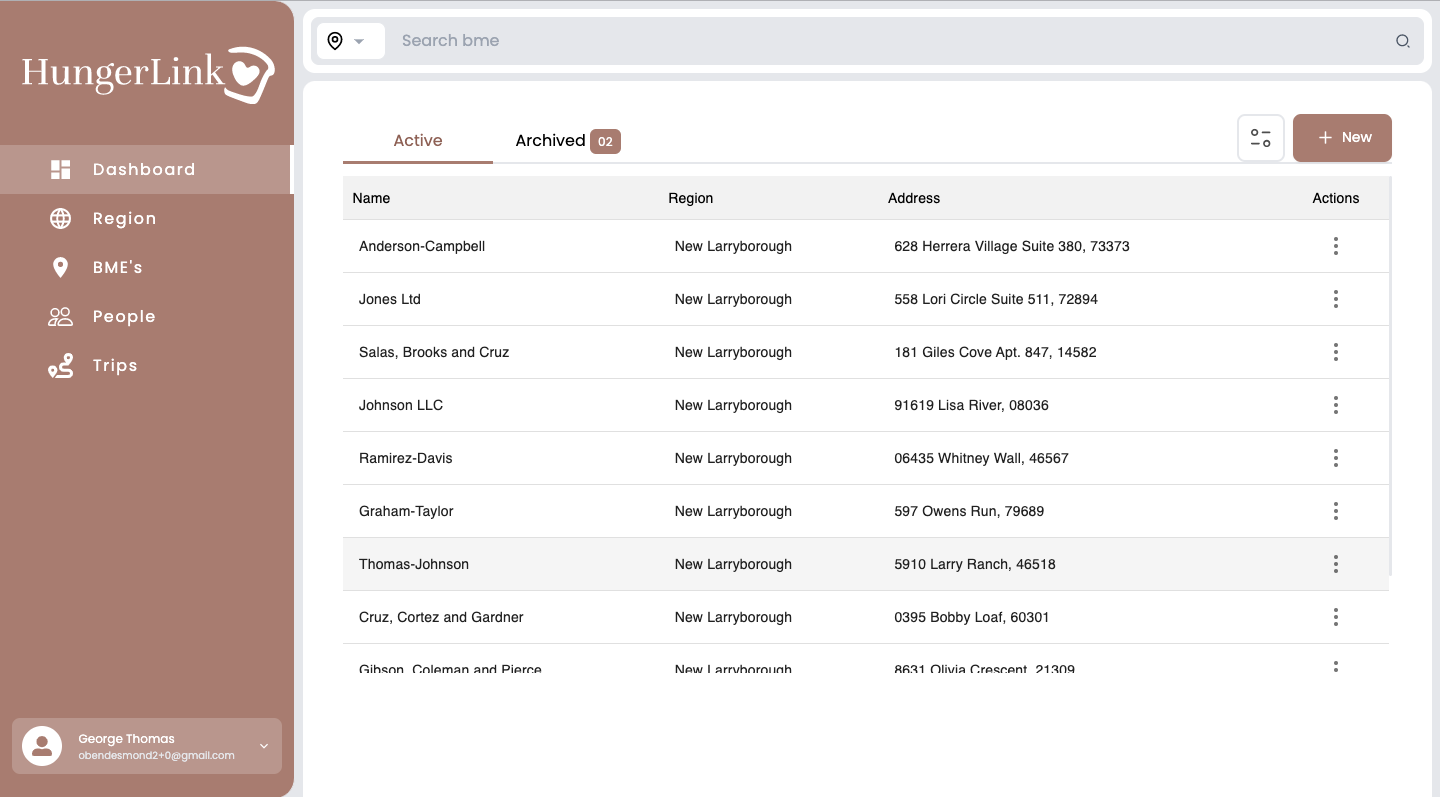 HungerLink
Search bme
Dashboard
Region
BME's
People
Trips
George Thomas
obendesmond2+0@gmail.com
Active Archived 02 New
Name Region Address Actions
Anderson-Campbell New Larryborough 628 Herrera Village Suite 380, 73373
Jones Ltd New Larryborough 558 Lori Circle Suite 511, 72894
Salas, Brooks and Cruz New Larryborough 181 Giles Cove Apt. 847, 14582
Johnson LLC New Larryborough 91619 Lisa River, 08036
Ramirez-Davis New Larryborough 06435 Whitney Wall, 46567
Graham-Taylor New Larryborough 597 Owens Run, 79689
Thomas-Johnson New Larryborough 5910 Larry Ranch, 46518
Cruz, Cortez and Gardner New Larryborough 0395 Bobby Loaf, 60301
Gibson, Coleman and Pierce New Larryborough 8631 Olivia Crescent, 21309